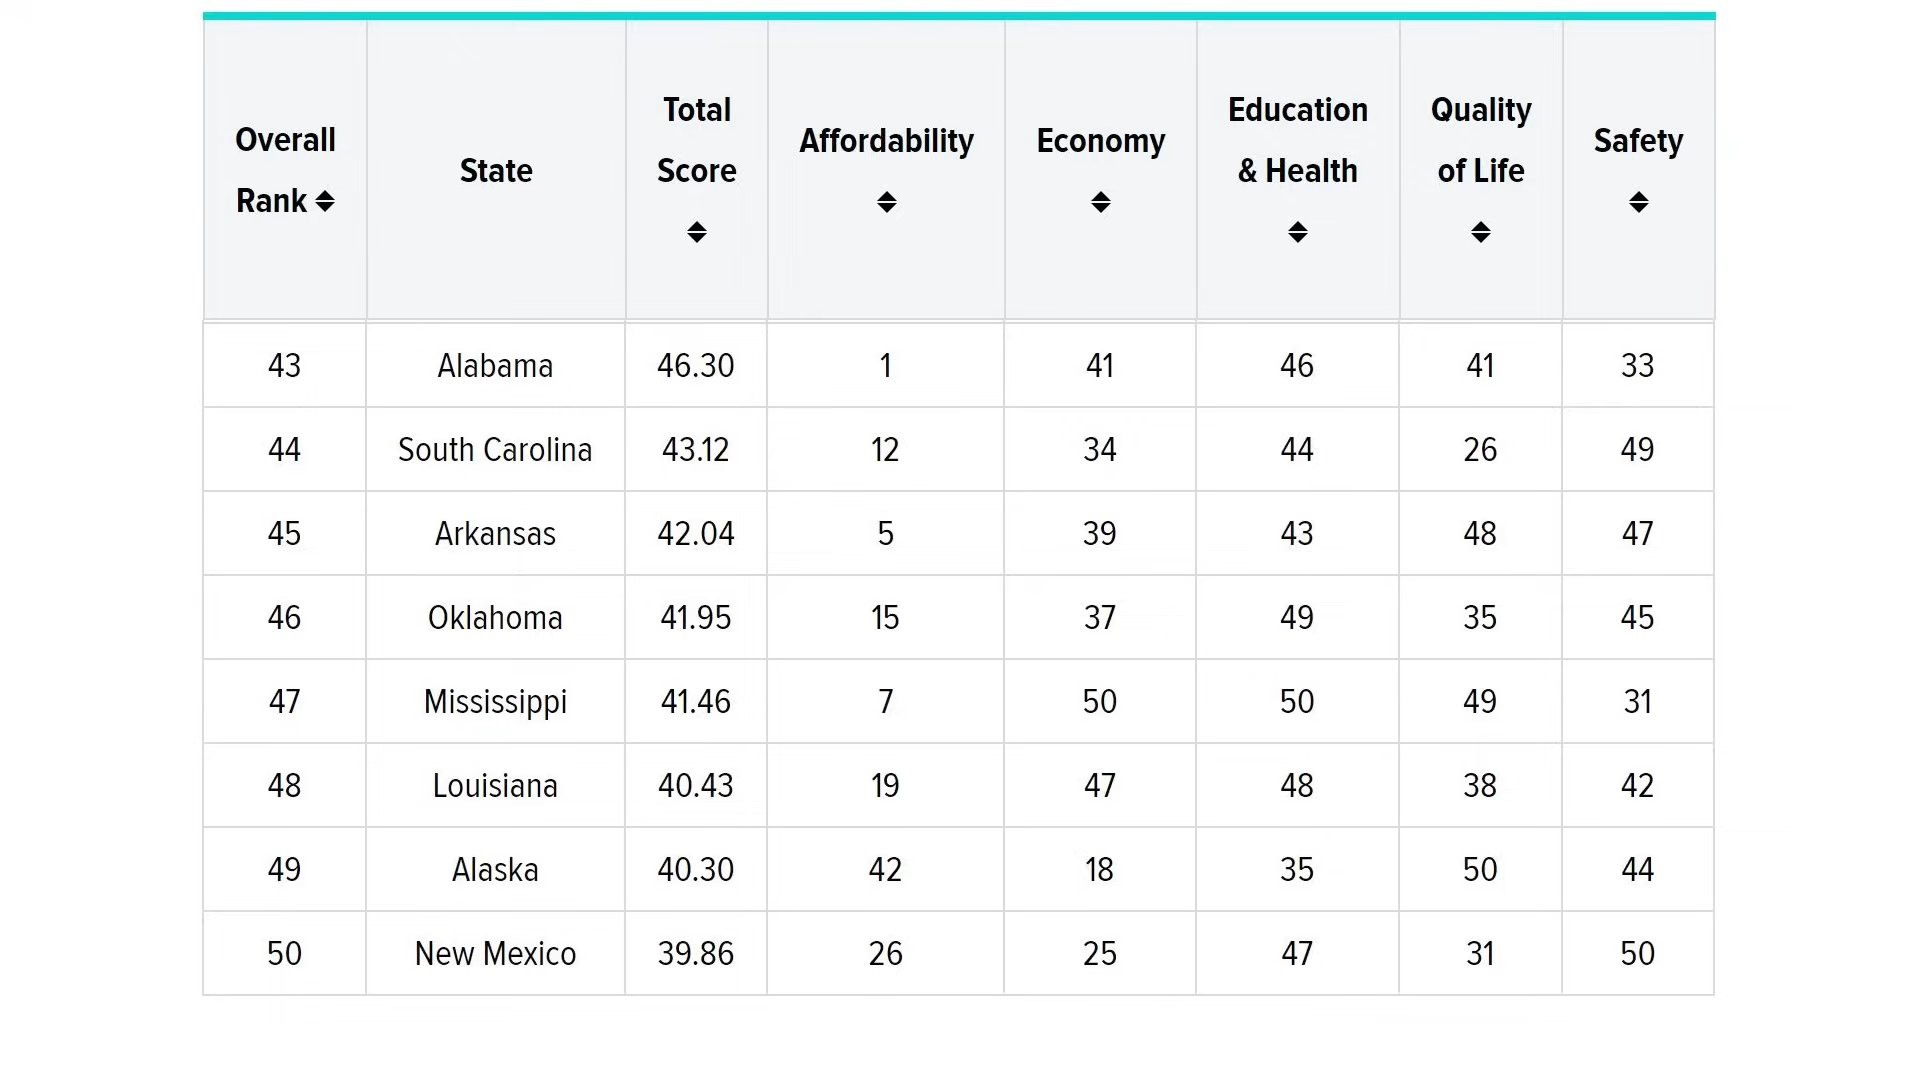 Overall Rank State Total Score Affordability Economy Education & Health Quality of Life Safety
43 Alabama 46.30 1 41 46 41 33
44 South Carolina 43.12 12 34 44 26 49
45 Arkansas 42.04 5 39 43 48 47
46 Oklahoma 41.95 15 37 49 35 45
47 Mississippi 41.46 7 50 50 49 31
48 Louisiana 40.43 19 47 48 38 42
49 Alaska 40.30 42 18 35 50 44
50 New Mexico 39.86 26 25 47 31 50